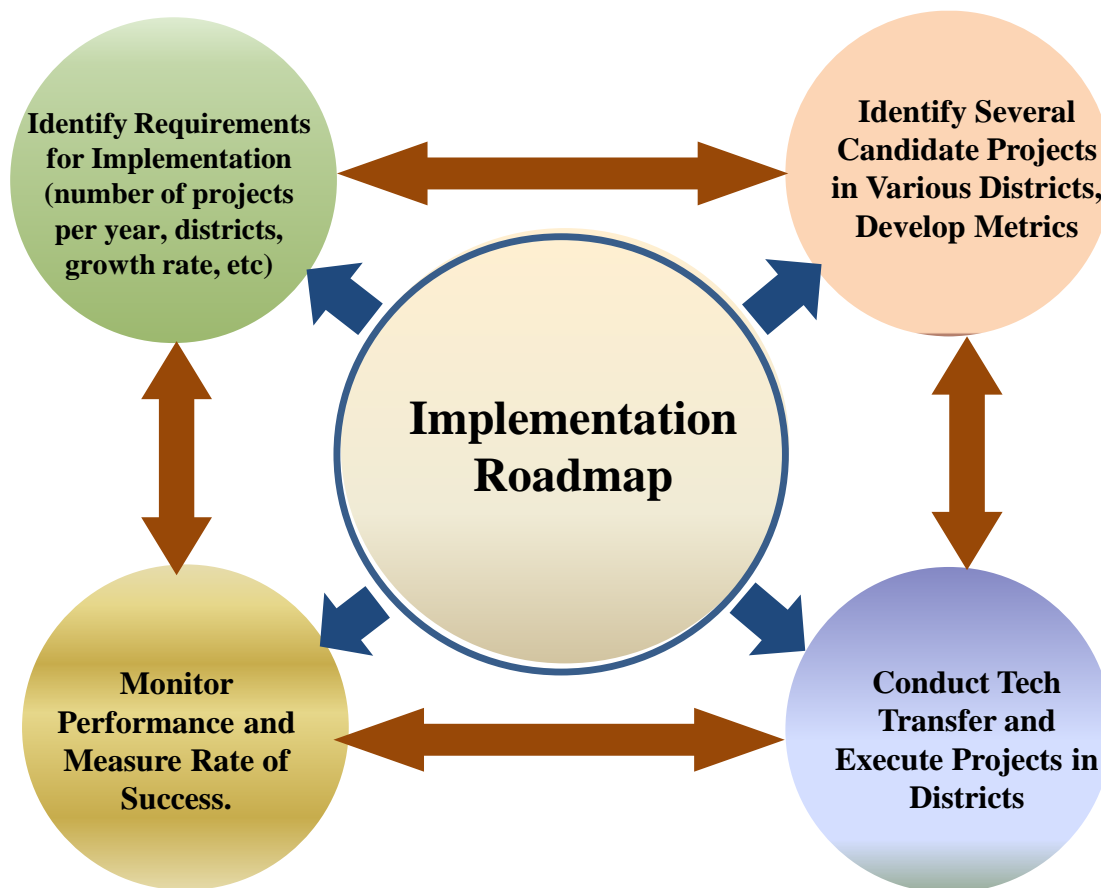 Identify Requirements
for Implementation
(number of projects
per year, districts,
growth rate, etc)
Identify Several
Candidate Projects
in Various Districts,
Develop Metrics
Implementation
Roadmap
Monitor
Performance and
Measure Rate of
Success.
Conduct Tech
Transfer and
Execute Projects in
Districts